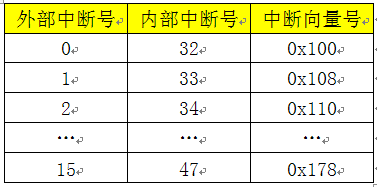 外部中断号 内部中断号 中断向量号
0 32 0x100
1 33 0x108
2 34 0x110
… … …
15 47 0x178